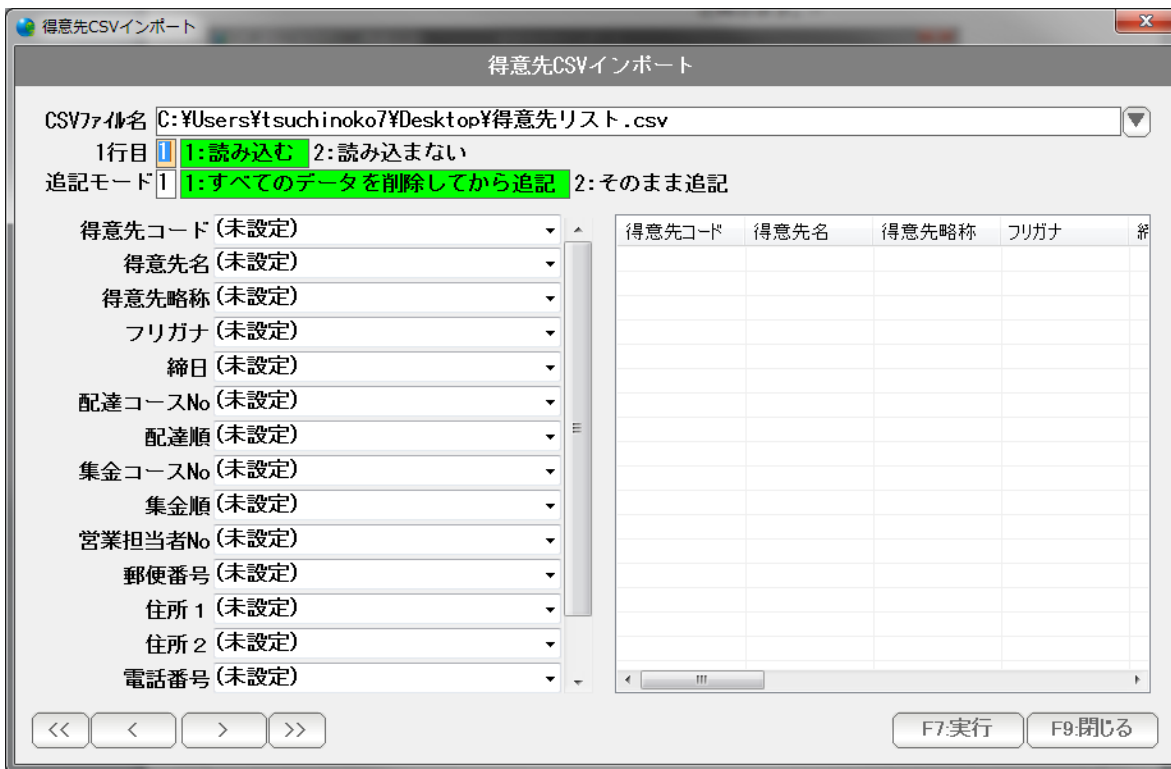 得意先CSVインポート
得意先CSVインポート
CSVファイル名 C:¥Users¥tsuchinoko7¥Desktop¥得意先リスト.csv
1行目 1 1:読み込む 2:読み込まない
追記モード 1 1:すべてのデータを削除してから追記 2:そのまま追記
得意先コード (未設定)
得意先名 (未設定)
得意先略称 (未設定)
フリガナ (未設定)
締日 (未設定)
配達コースNo (未設定)
配達順 (未設定)
集金コースNo (未設定)
集金順 (未設定)
営業担当者No (未設定)
郵便番号 (未設定)
住所1 (未設定)
住所2 (未設定)
電話番号 (未設定)
得意先コード 得意先名 得意先略称 フリガナ
<< < > >> F7:実行 F9:閉じる